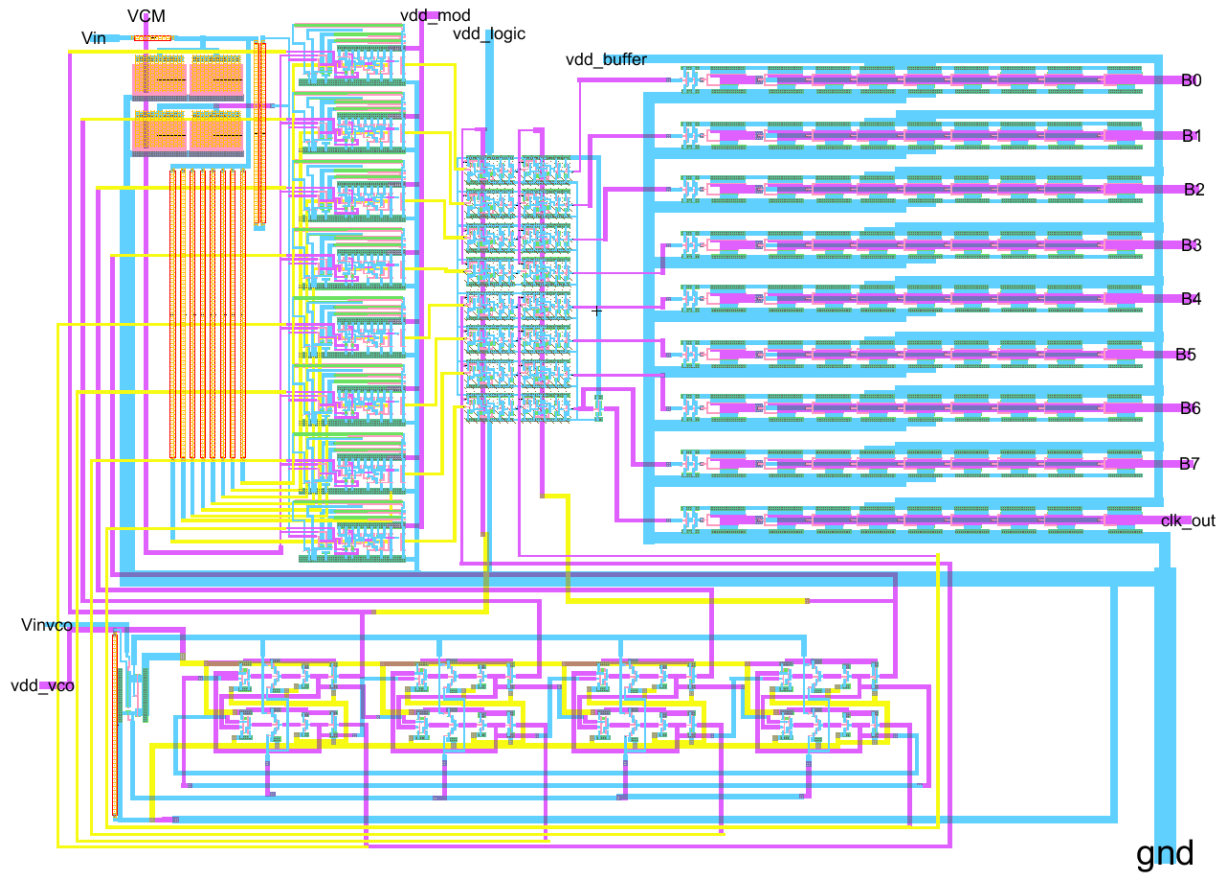 VCM
vdd_mod
Vin
vdd_logic
vdd_buffer
B0
B1
B2
B3
B4
B5
B6
B7
clk_out
Vinvco
vdd_vco
gnd